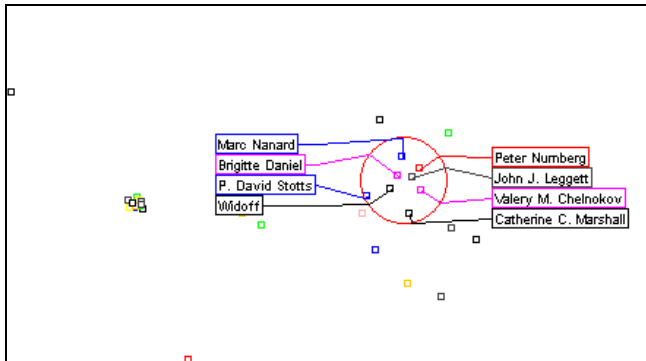 Marc Nanard
Brigitte Daniel
P. David Stotts
Widoff
Peter Nurnberg
John J. Leggett
Valery M. Chelnokov
Catherine C. Marshall